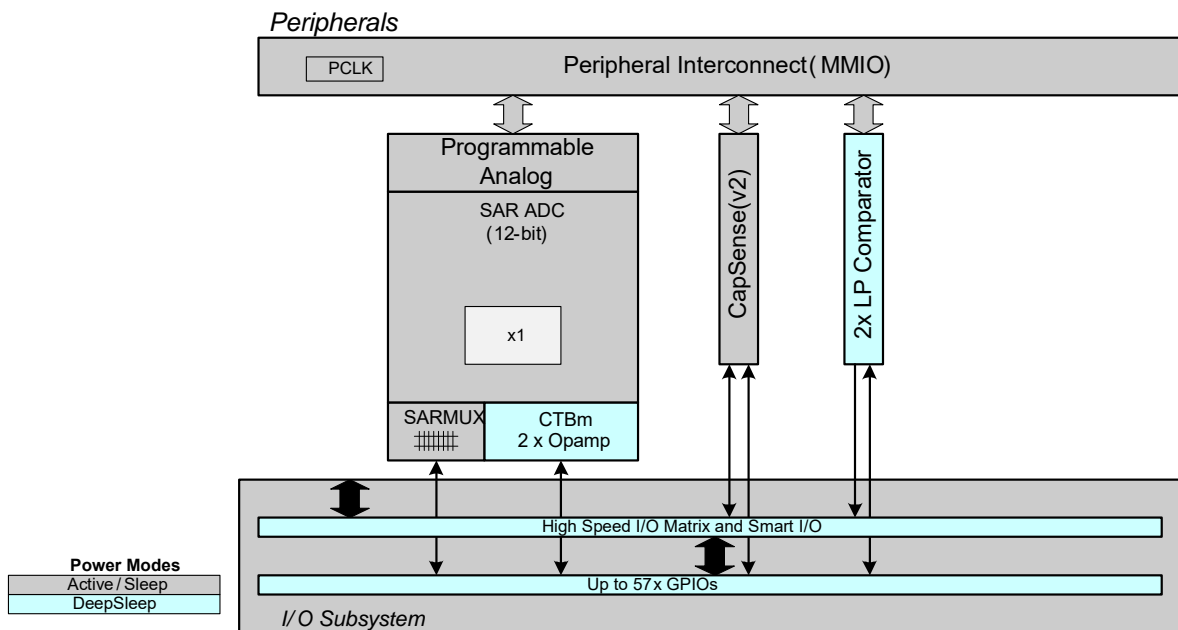 Peripherals
PCLK
Peripheral Interconnect( MMIO)
Programmable
Analog
SAR ADC
(12-bit)
x1
SARMUX
CTBm
2 x Opamp
CapSense(v2)
2x LP Comparator
High Speed I/O Matrix and Smart I/O
Power Modes
Active / Sleep
DeepSleep
Up to 57x GPIOs
I/O Subsystem